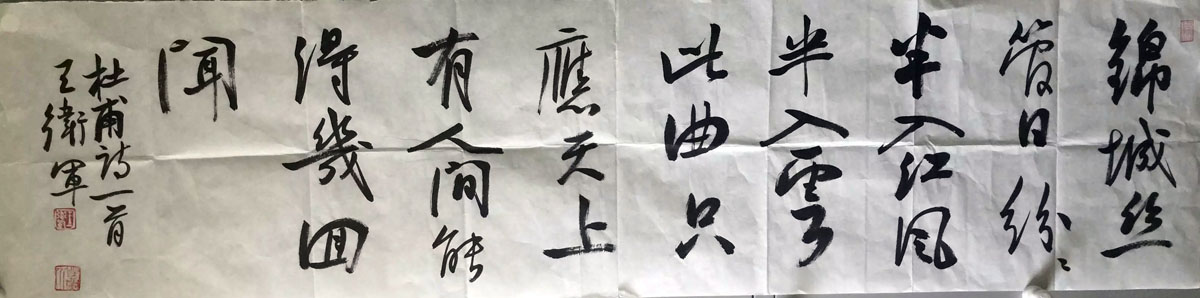 錦城丝
管日纷〻
半入江风
半入雲
此曲只
應天上
有人间能
得幾回
闻
杜甫诗一首
王衛軍